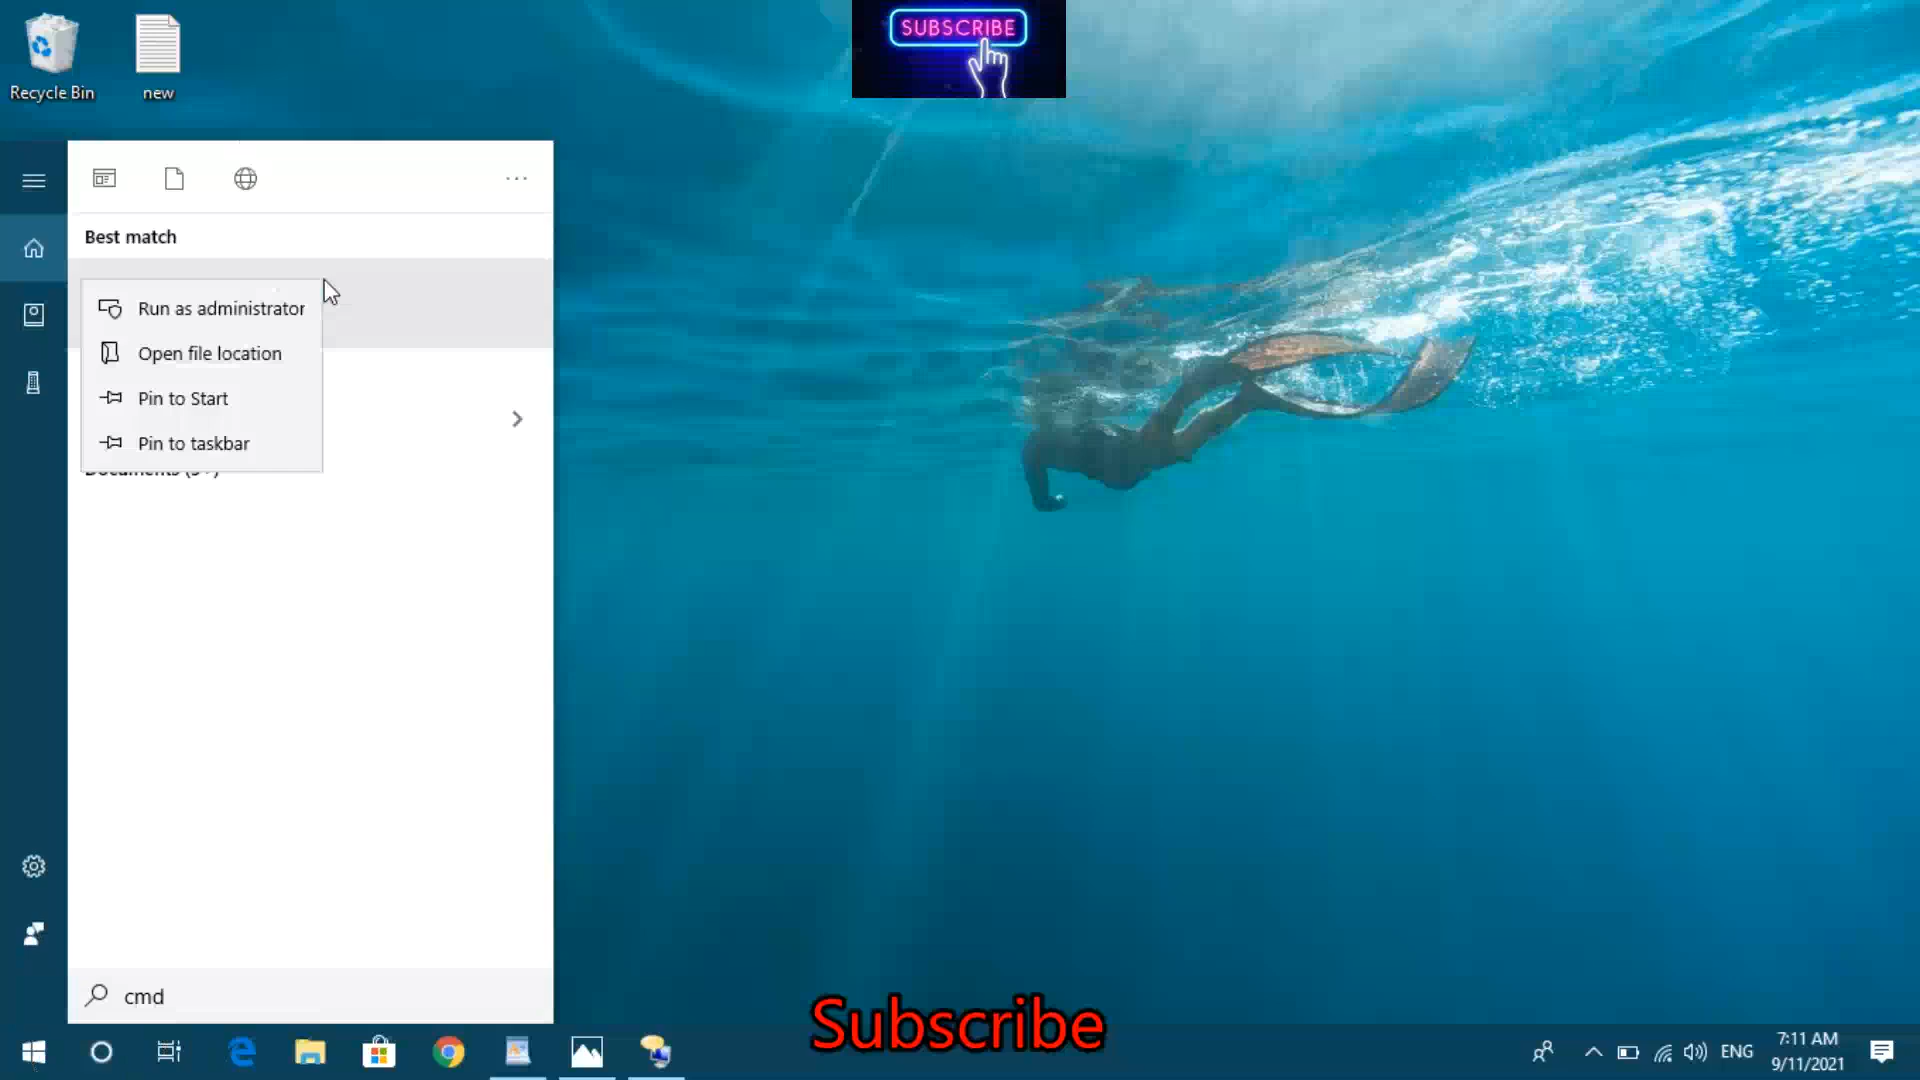 SUBSCRIBE
Recycle Bin
new
Best match
Run as administrator
Open file location
Pin to Start
Pin to taskbar
cmd
Subscribe
ENG
7:11 AM
9/11/2021